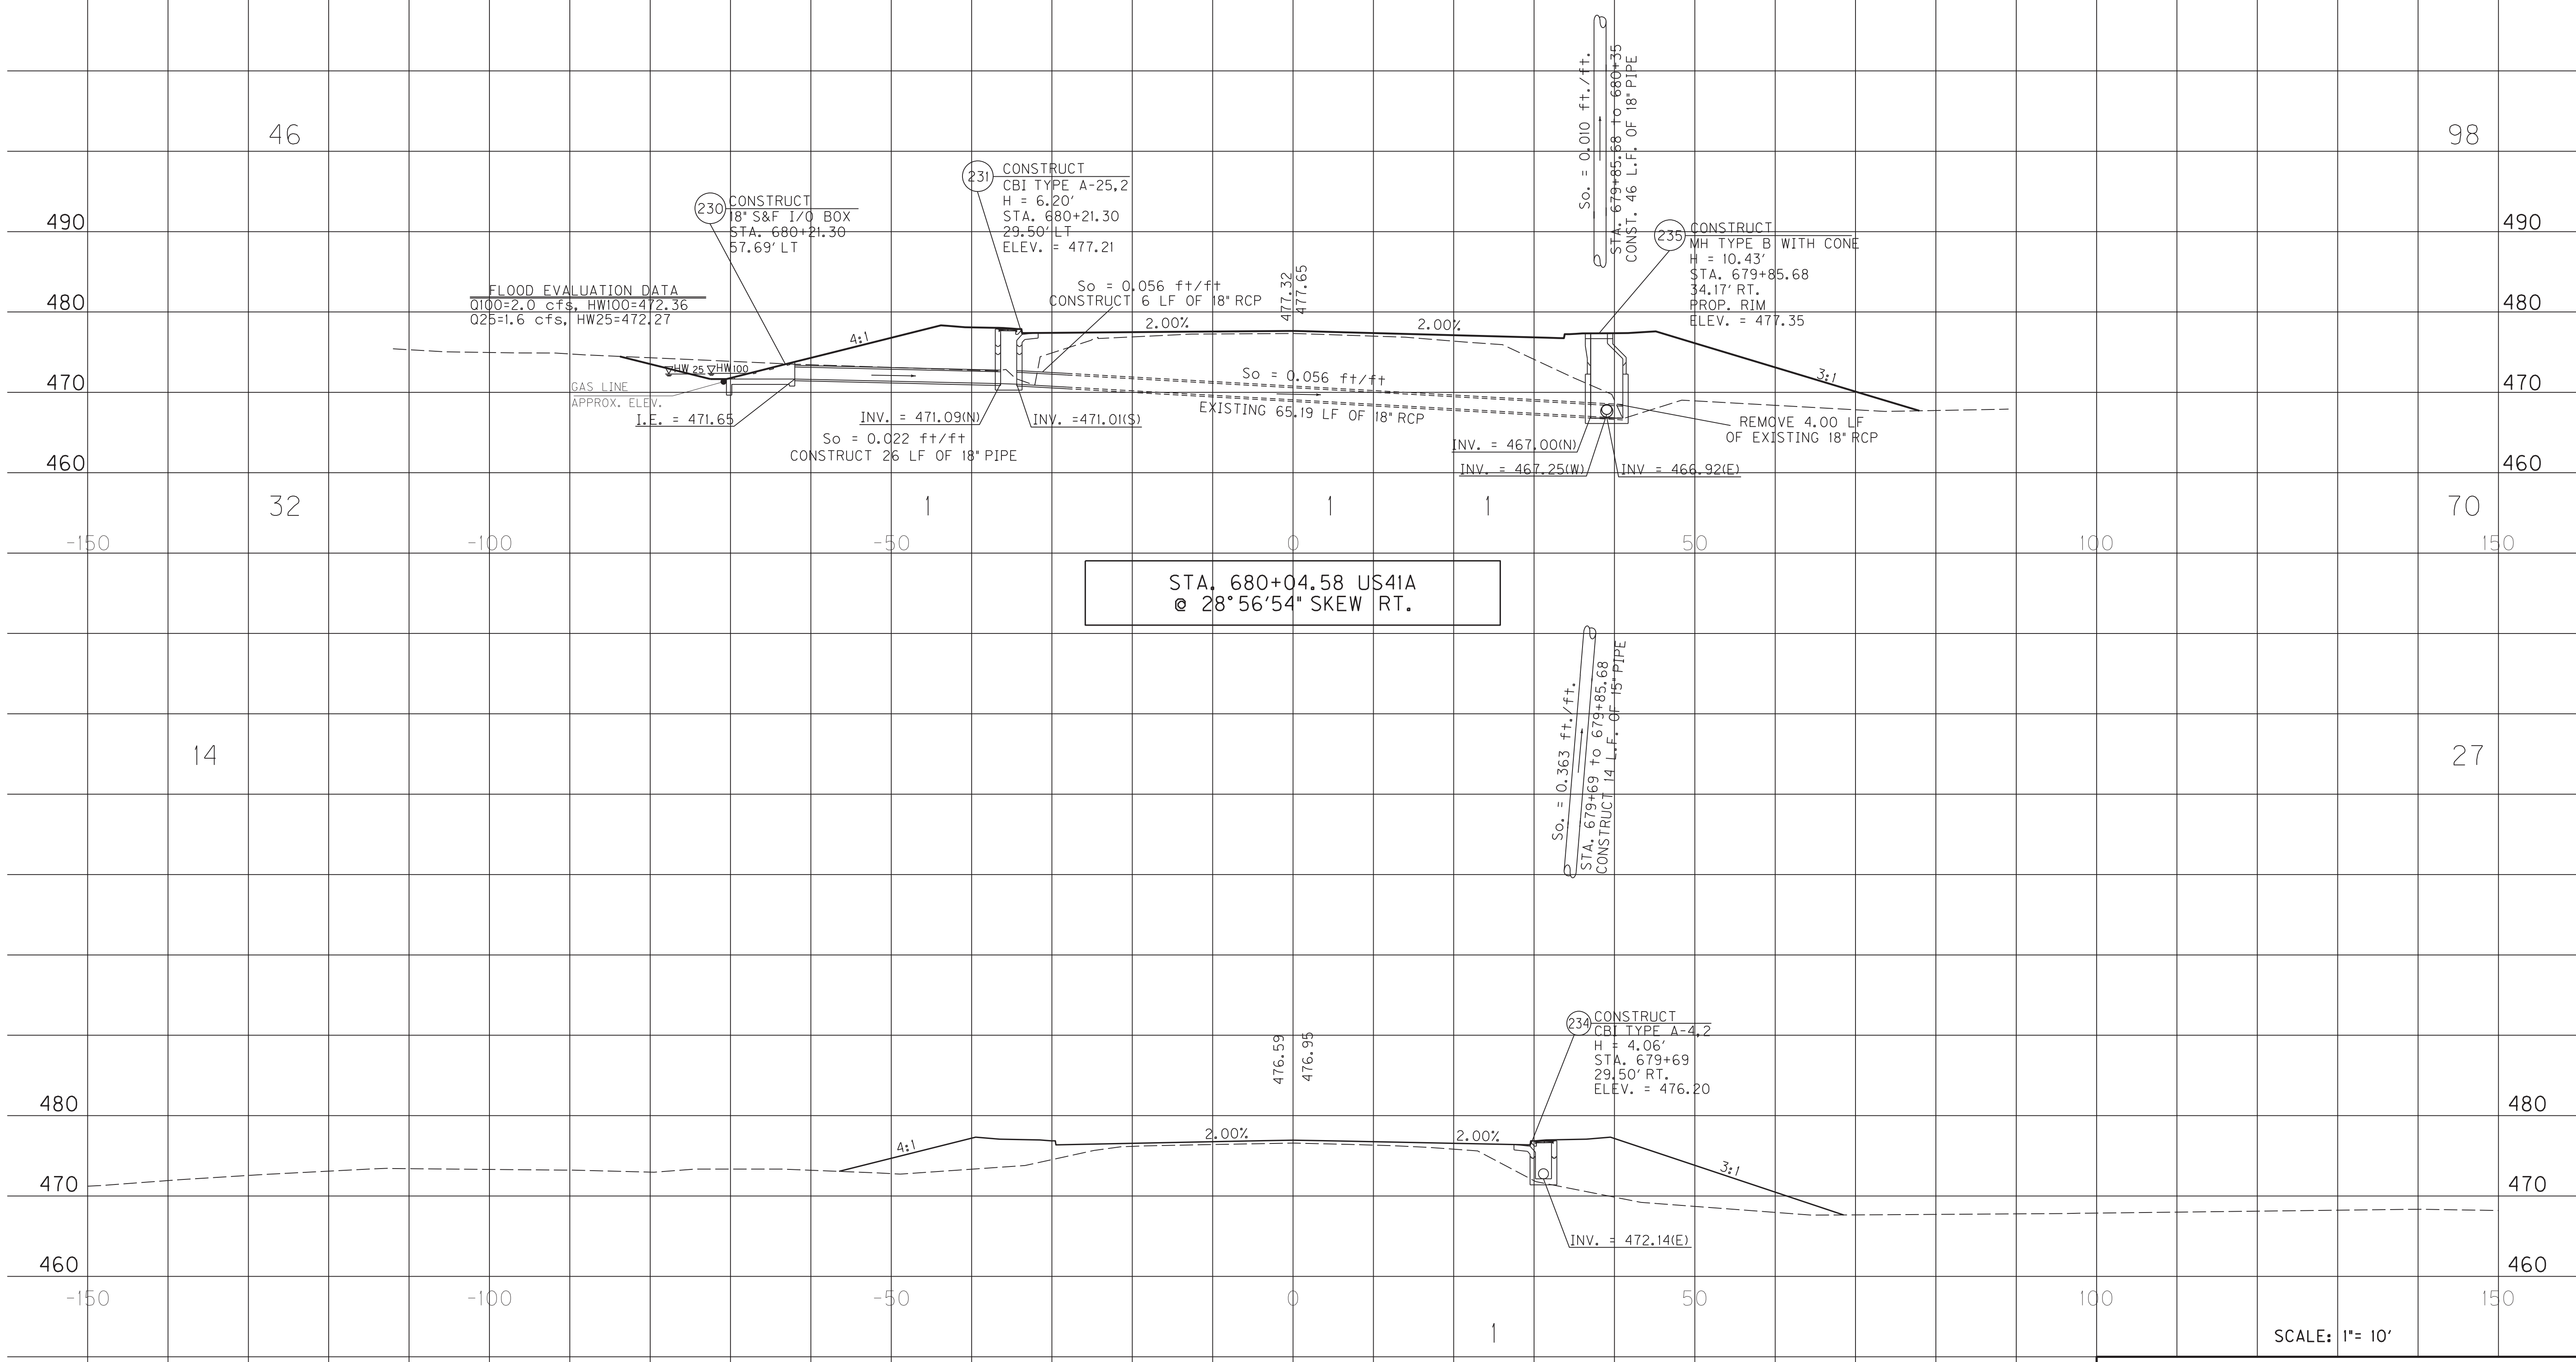 So. = 0.010 ft./ft.
STA. 679+85.68 to 680+35
CONST. 46 L.F. OF 18" PIPE
46
98
230
CONSTRUCT
18" S&F I/O BOX
STA. 680+21.30
57.69' LT
231
CONSTRUCT
CBI TYPE A-25,2
H = 6.20'
STA. 680+21.30
29.50' LT
ELEV. = 477.21
235
CONSTRUCT
MH TYPE B WITH CONE
H = 10.43'
STA. 679+85.68
34.17' RT.
PROP. RIM
ELEV. = 477.35
490
490
FLOOD EVALUATION DATA
Q100=2.0 cfs, HW100=472.36
Q25=1.6 cfs, HW25=472.27
So = 0.056 ft/ft
CONSTRUCT 6 LF OF 18" RCP
477.32
477.65
480
480
4:1
2.00%
2.00%
HW 25
HW100
GAS LINE
APPROX. ELEV.
470
470
So = 0.056 ft/ft
EXISTING 65.19 LF OF 18" RCP
3:1
I.E. = 471.65
INV. = 471.09(N)
INV. =471.01(S)
So = 0.022 ft/ft
CONSTRUCT 26 LF OF 18" PIPE
REMOVE 4.00 LF
OF EXISTING 18" RCP
INV. = 467.00(N)
INV. = 467.25(W)
INV = 466.92(E)
460
460
32
1
1
1
70
-150
-100
-50
0
50
100
150
STA. 680+04.58 US41A
@ 28°56'54" SKEW RT.
So. = 0.363 ft./ft.
STA. 679+69 to 679+85.68
CONSTRUCT 14 L.F. OF 15" PIPE
14
27
234
CONSTRUCT
CBI TYPE A-4,2
H = 4.06'
STA. 679+69
29.50' RT.
ELEV. = 476.20
476.59
476.95
480
480
4:1
2.00%
2.00%
3:1
470
470
INV. = 472.14(E)
460
460
-150
-100
-50
0
50
100
150
1
SCALE: 1"= 10'